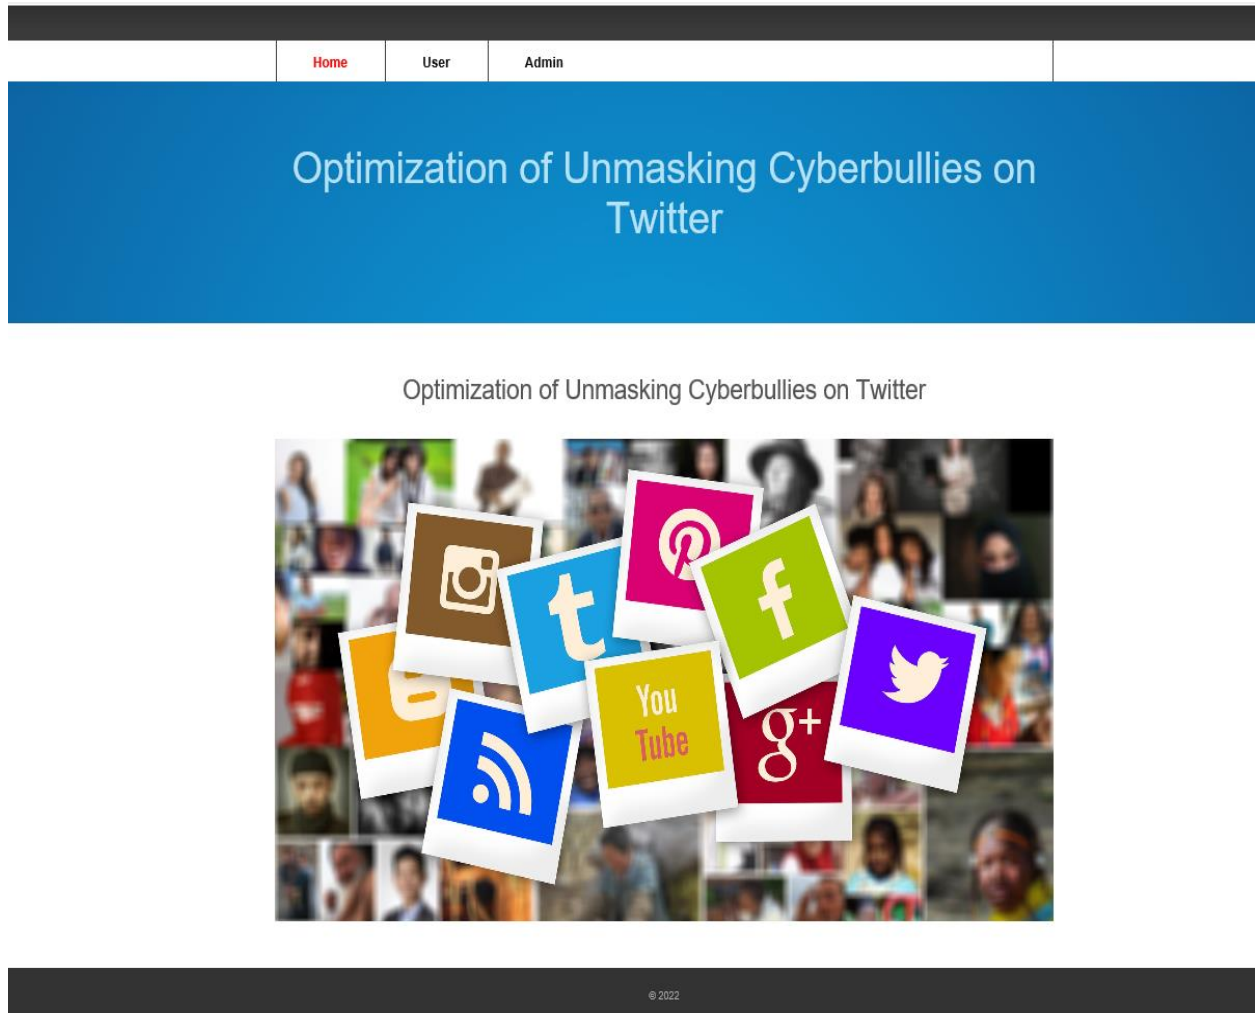 Home
User
Admin
Optimization of Unmasking Cyberbullies on
Twitter
Optimization of Unmasking Cyberbullies on Twitter
t
f
You
Tube
g+
© 2022